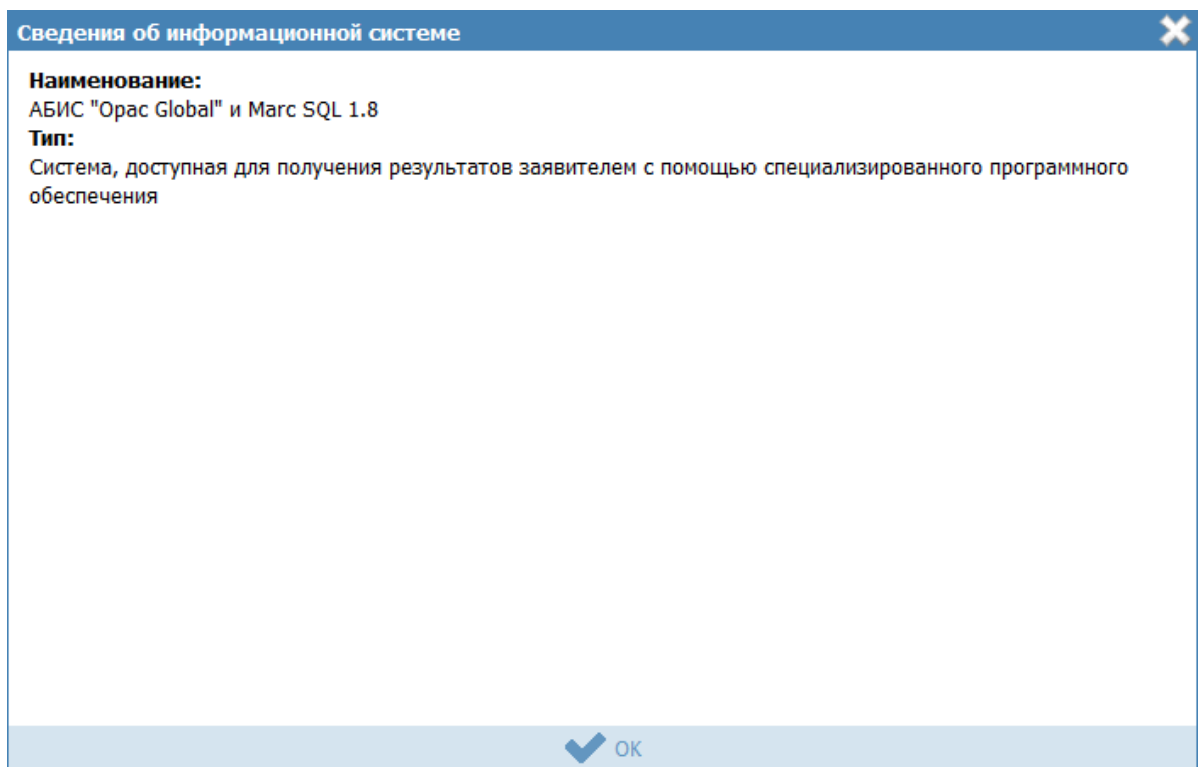 Сведения об информационной системе
Наименование:
АБИС "Opac Global" и Marc SQL 1.8
Тип:
Система, доступная для получения результатов заявителем с помощью специализированного программного
обеспечения
OK